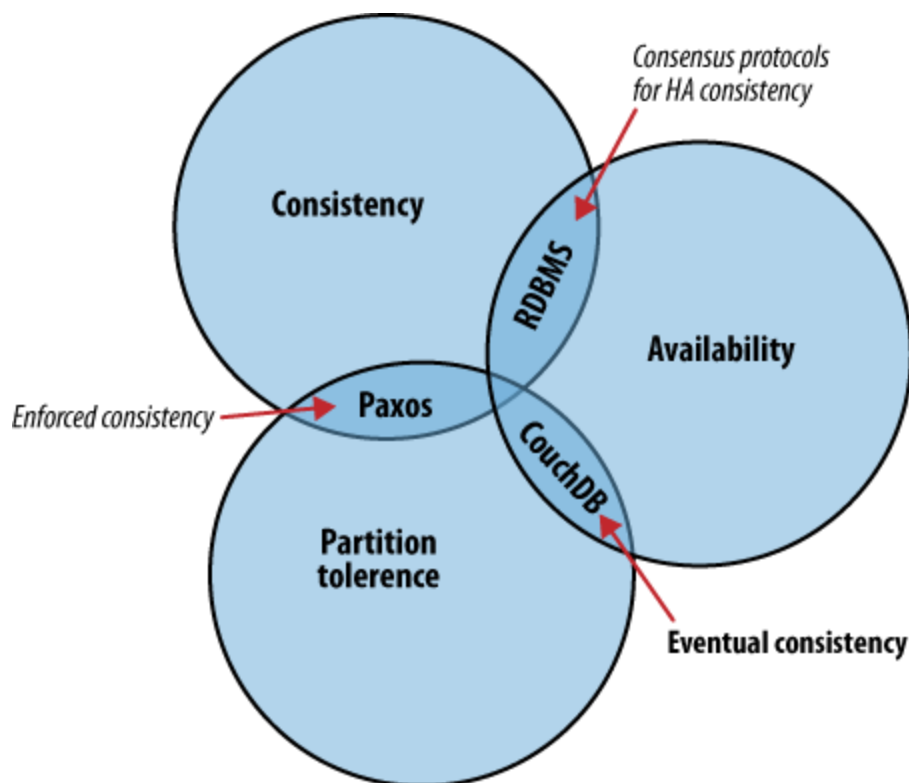 Consensus protocols
for HA consistency
Consistency
RDBMS
Availability
Enforced consistency
Paxos
CouchDB
Partition
tolerence
Eventual consistency